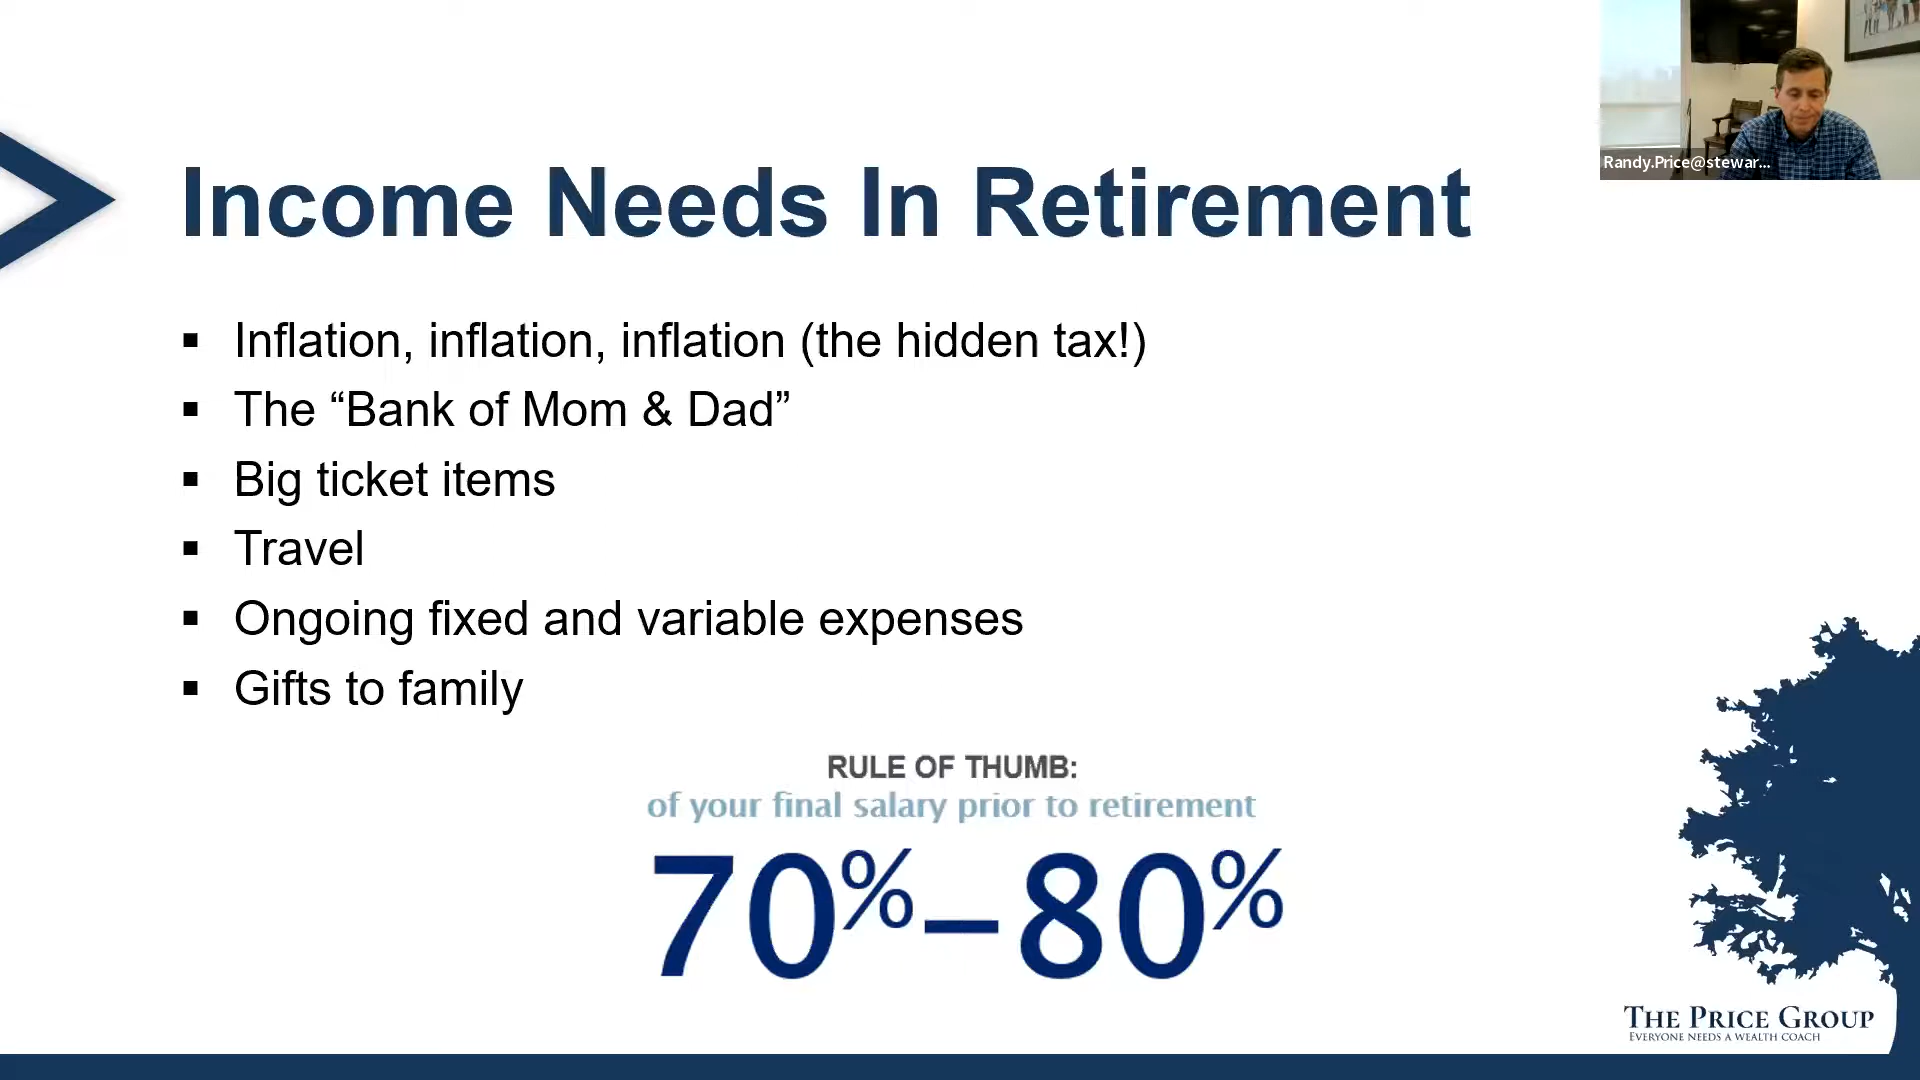 Randy.Price@stewar...
Income Needs In Retirement
▪ Inflation, inflation, inflation (the hidden tax!)
▪ The “Bank of Mom & Dad”
▪ Big ticket items
▪ Travel
▪ Ongoing fixed and variable expenses
▪ Gifts to family
RULE OF THUMB:
of your final salary prior to retirement
70%–80%
THE PRICE GROUP
EVERYONE NEEDS A WEALTH COACH